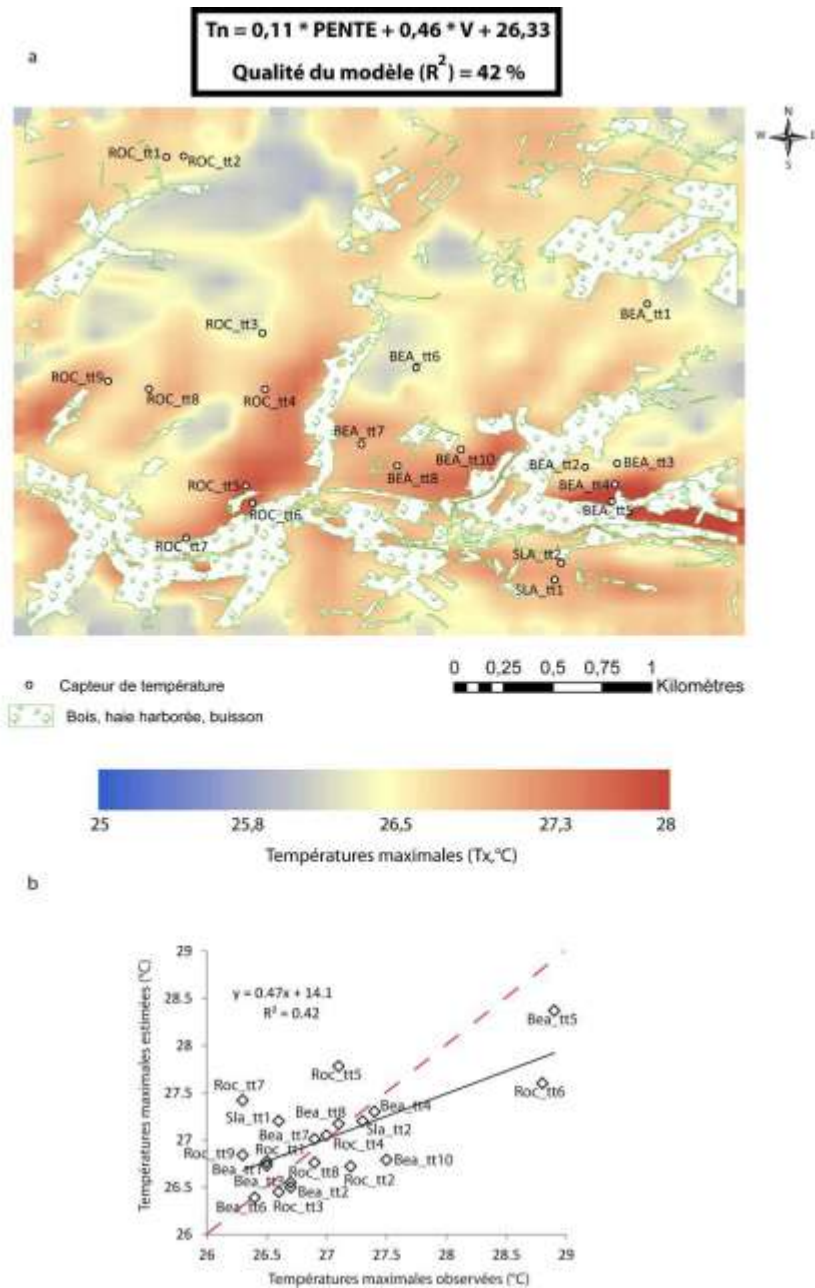 Tn = 0,11 * PENTE + 0,46 * V + 26,33
Qualité du modèle (R²) = 42 %
a
N
W E
S
ROC_tt1
ROC_tt2
ROC_tt3
BEA_tt1
BEA_tt6
ROC_tt9
ROC_tt8
ROC_tt4
BEA_tt7
BEA_tt10
BEA_tt8
BEA_tt2
BEA_tt3
BEA_tt4
BEA_tt5
ROC_tt5
ROC_tt6
ROC_tt7
SLA_tt2
SLA_tt1
Capteur de température
Bois, haie harborée, buisson
0 0,25 0,5 0,75 1
Kilomètres
25 25,8 26,5 27,3 28
Températures maximales (Tx,°C)
b
Températures maximales estimées (°C)
29
28.5
28
27.5
27
26.5
26
y = 0.47x + 14.1
R² = 0.42
Bea_tt5
Roc_tt5
Roc_tt7
Roc_tt6
Sla_tt1
Bea_tt8
Bea_tt4
Sla_tt2
Bea_tt7
Roc_tt4
Roc_tt9
Roc_tt1
Bea_tt1
Roc_tt8
Bea_tt10
Roc_tt2
Bea_tt3
Bea_tt2
Bea_tt6
Roc_tt3
26 26.5 27 27.5 28 28.5 29
Températures maximales observées (°C)